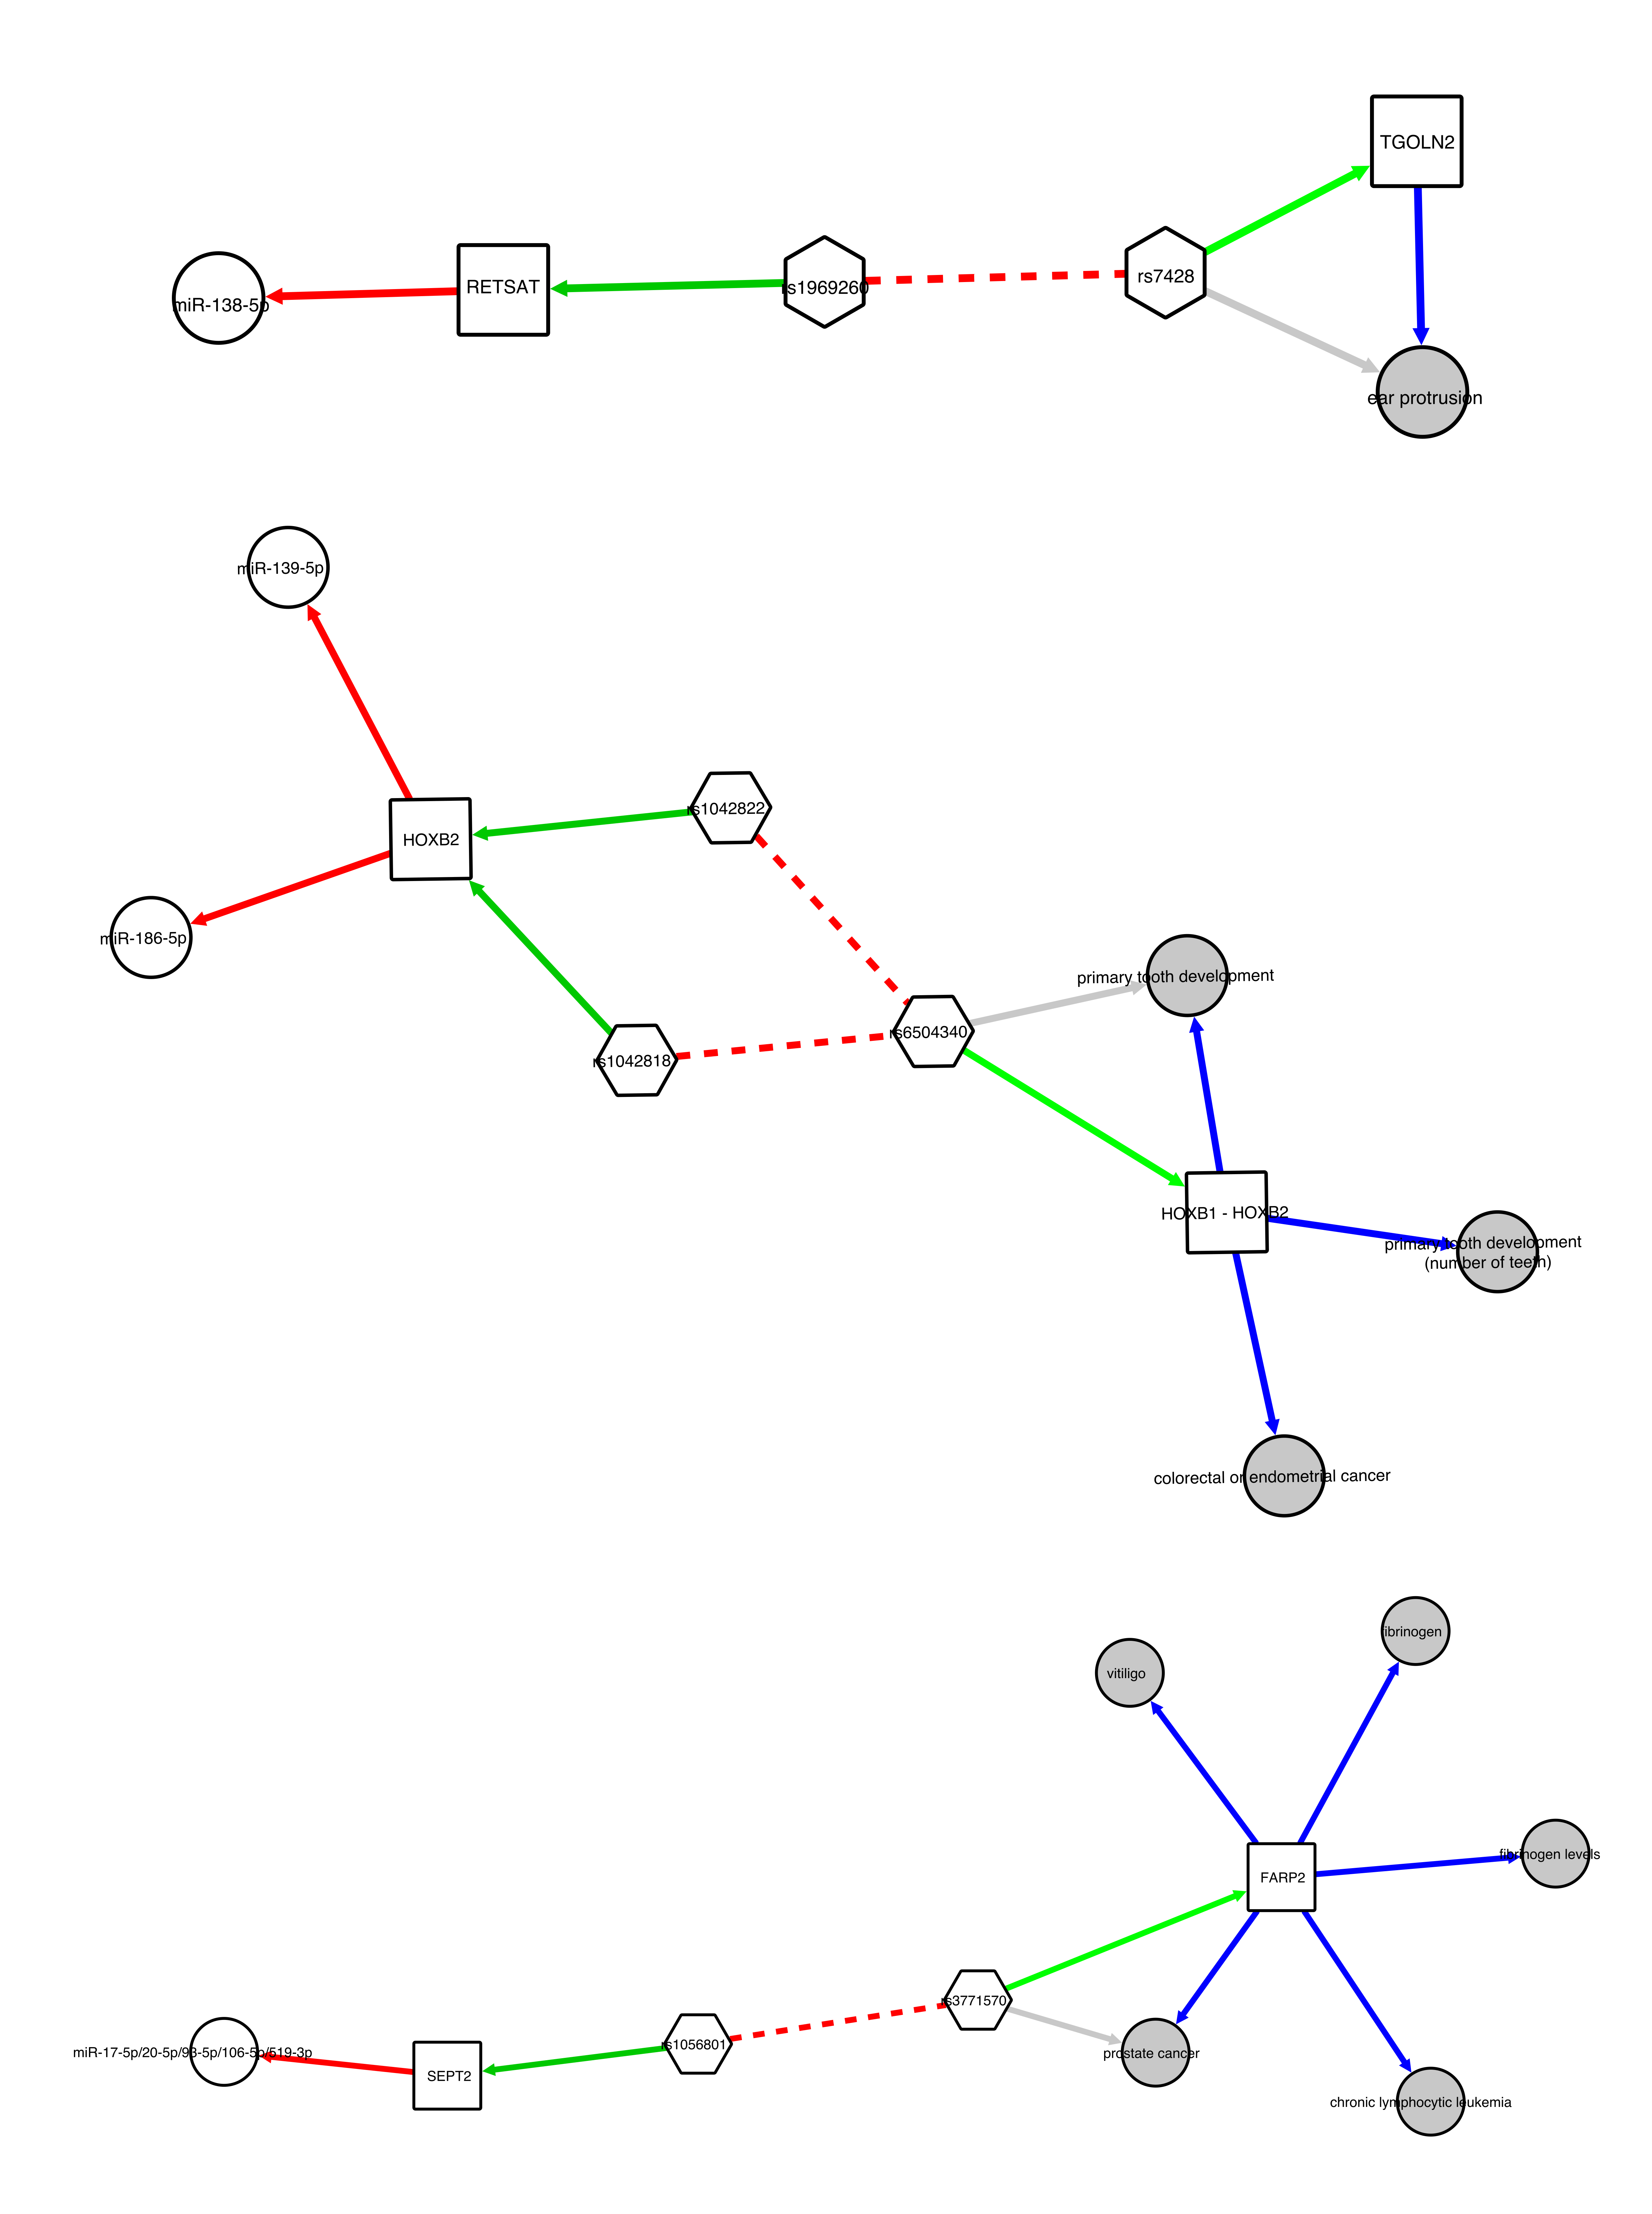 TGOLN2
rs7428
RETSAT
rs1969260
miR-138-5p
ear protrusion
miR-139-5p
rs1042822
HOXB2
miR-186-5p
primary tooth development
rs6504340
rs1042818
HOXB1 - HOXB2
primary tooth development
(number of teeth)
colorectal or endometrial cancer
fibrinogen
vitiligo
fibrinogen levels
FARP2
rs3771570
rs1056801
miR-17-5p/20-5p/93-5p/106-5p/519-3p
prostate cancer
SEPT2
chronic lymphocytic leukemia